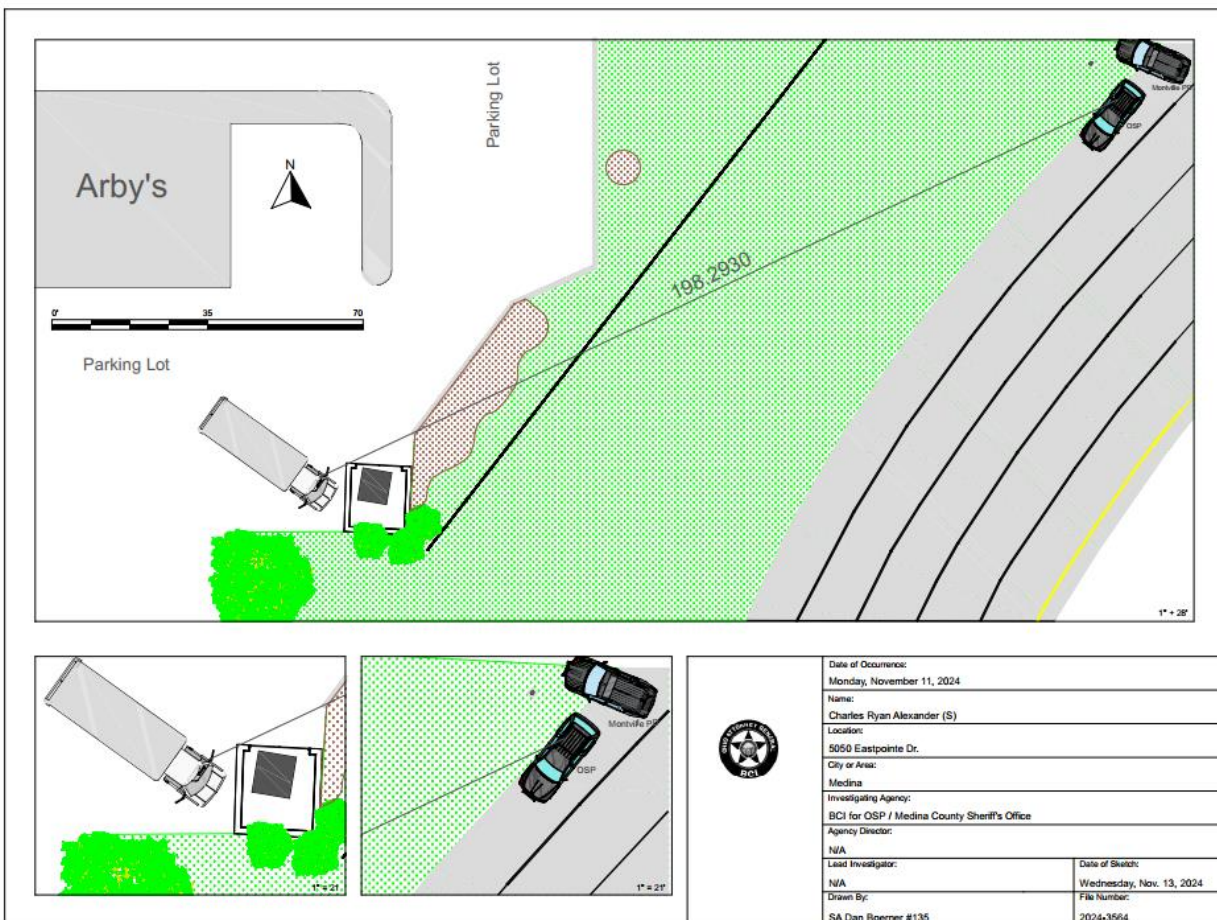 Parking Lot
Montville PD
OSP
Arby's
N
198.2930
0' 35 70
Parking Lot
1" + 28'
Montville PD
OSP
1" = 21
1" = 21'
OHIO ATTORNEY GENERAL
BCI
Date of Occurrence:
Monday, November 11, 2024
Name:
Charles Ryan Alexander (S)
Location:
5050 Eastpointe Dr.
City or Area:
Medina
Investigating Agency:
BCI for OSP / Medina County Sheriff's Office
Agency Director:
N/A
Lead Investigator:
N/A
Date of Sketch:
Wednesday, Nov. 13, 2024
Drawn By:
SA Dan Boerner #135
File Number:
2024-3564